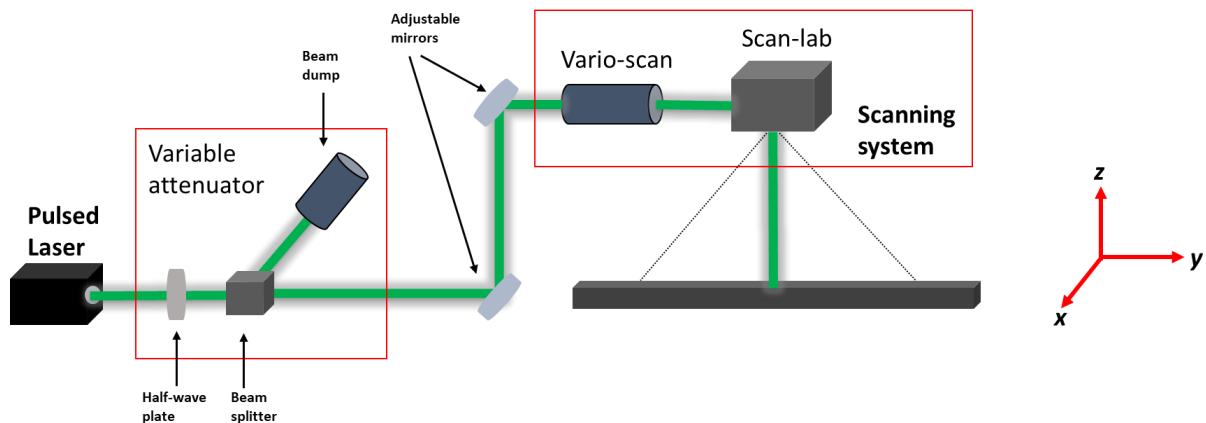 Adjustable
mirrors
Beam
dump
Vario-scan
Scan-lab
Scanning
system
Variable
attenuator
Pulsed
Laser
Half-wave
plate
Beam
splitter
z
y
x